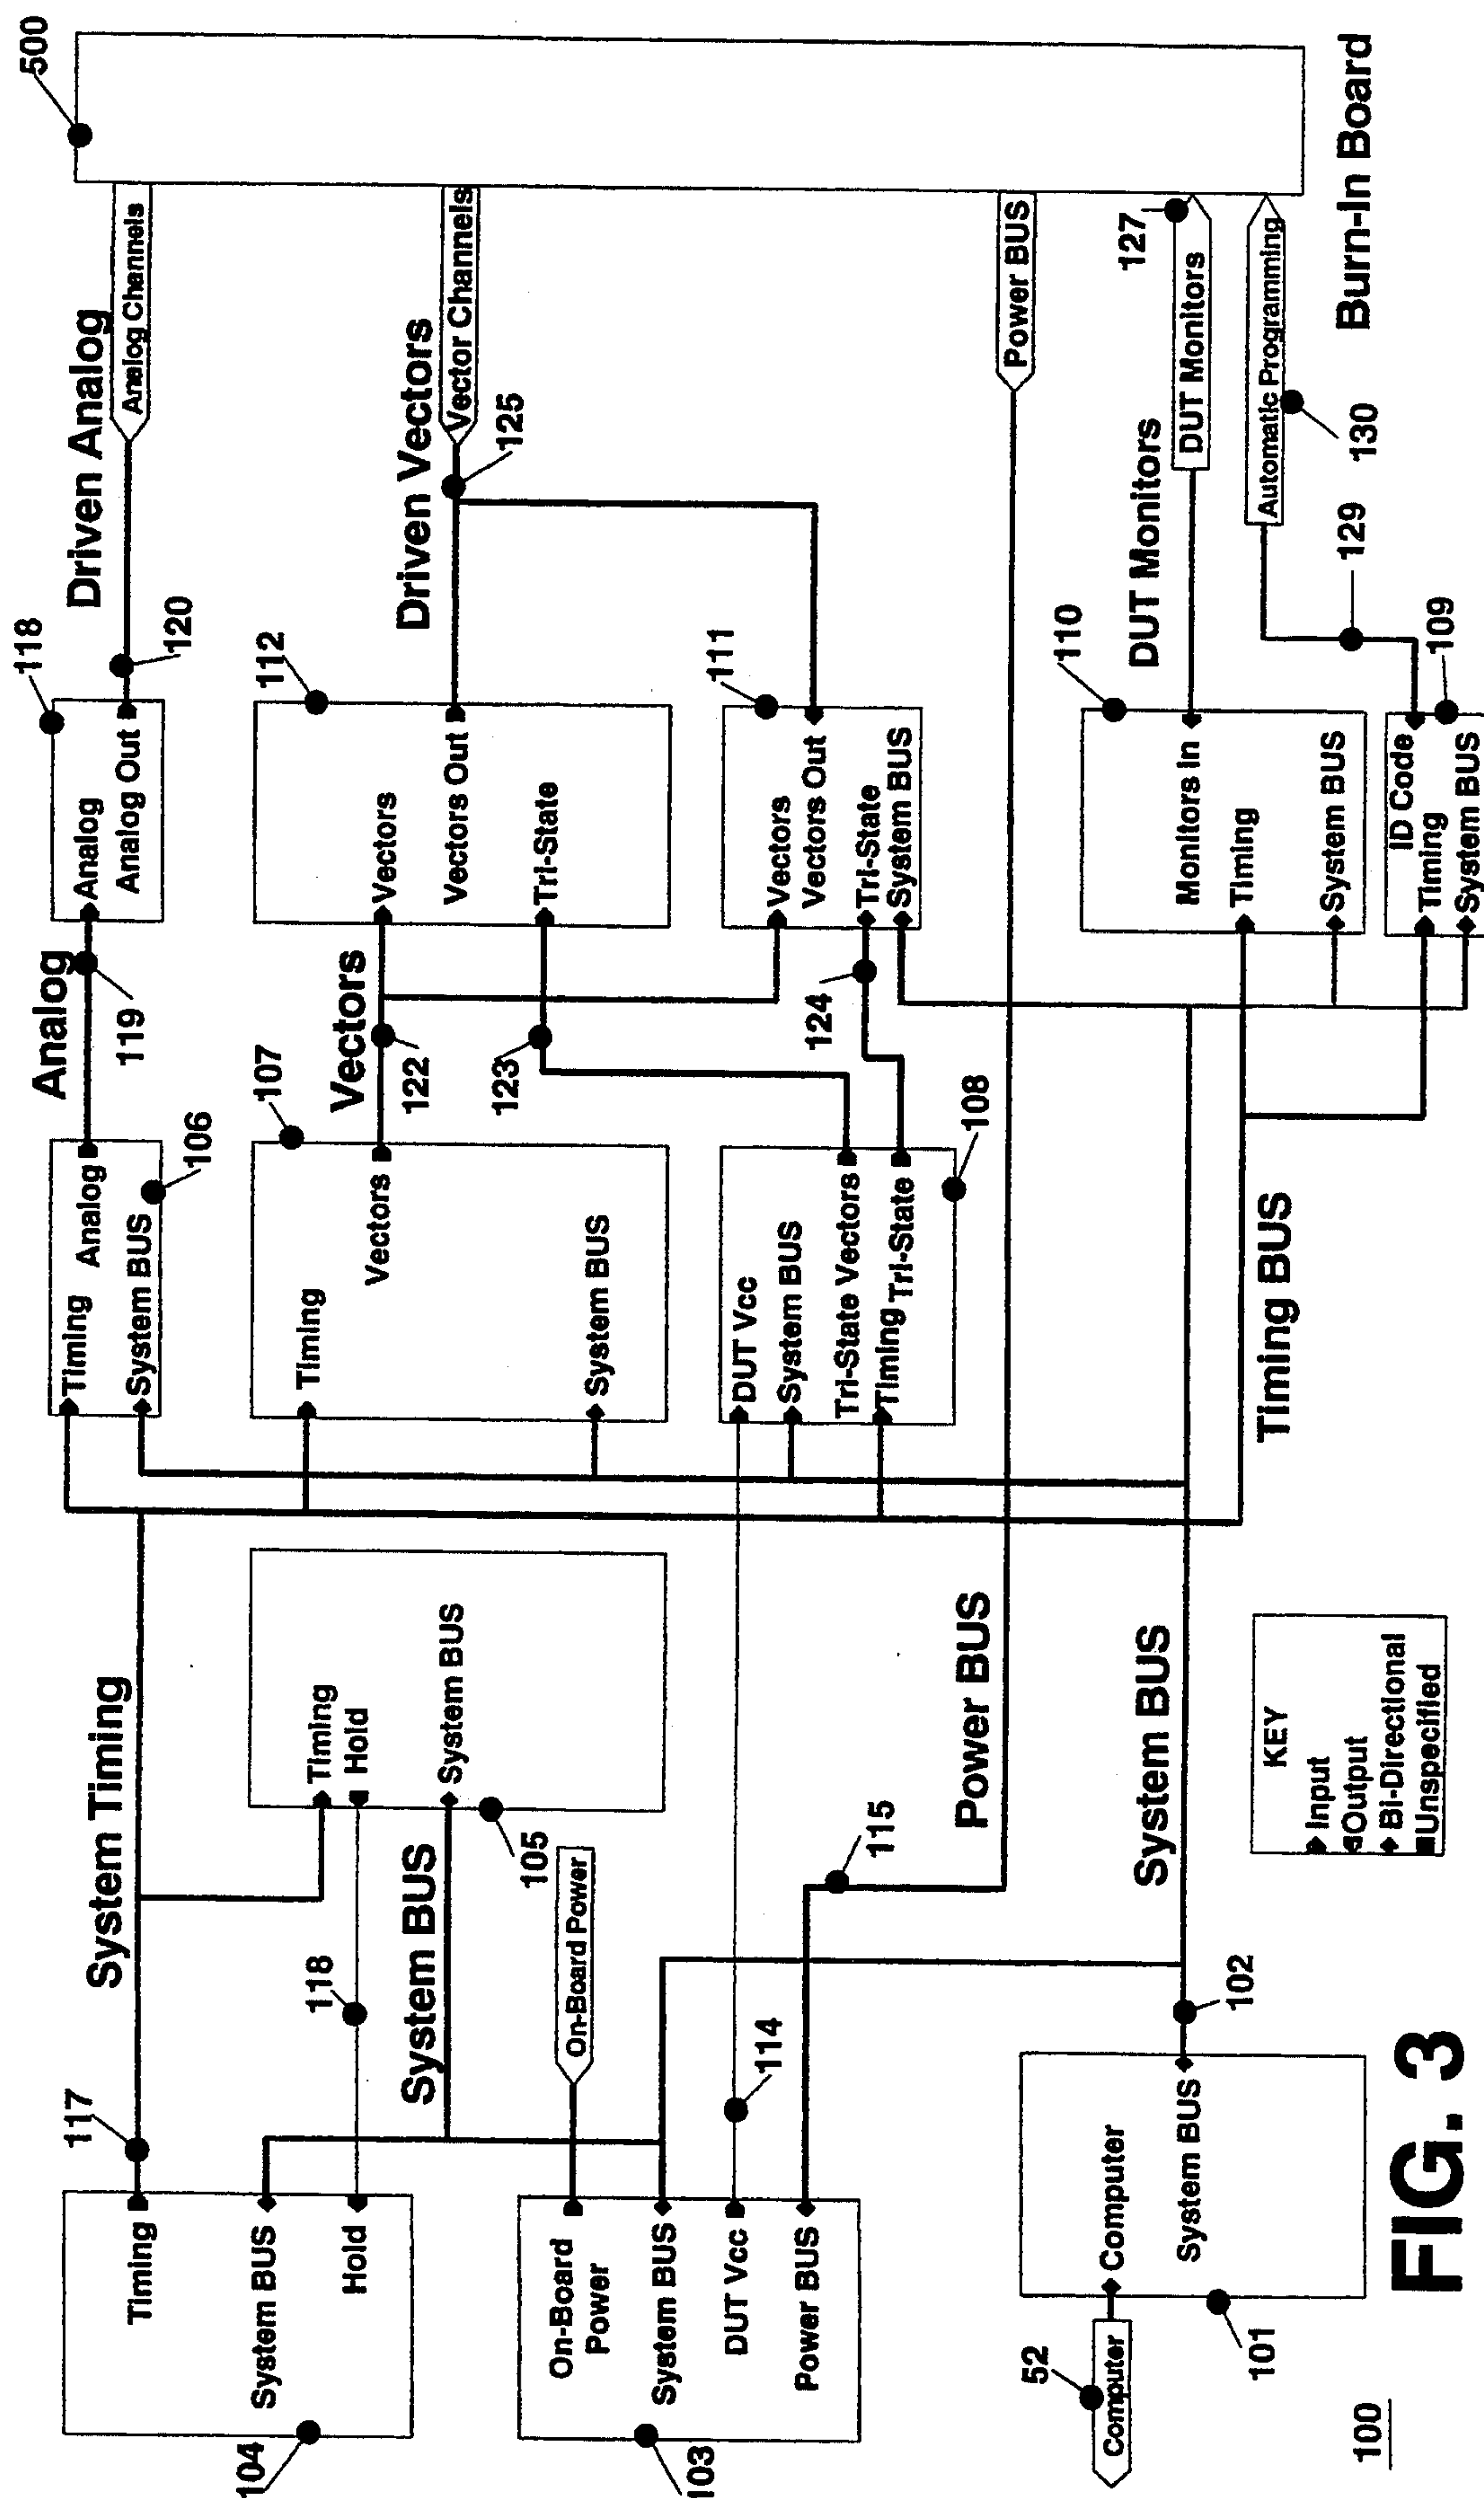 500
Analog Channels
Driven Analog
118
120
Analog
Analog Out
Analog
119
Timing
Analog
System BUS
106
System Timing
117
Timing
System BUS
Hold
104
Timing
Hold
System BUS
118
105
System BUS
107
Timing
Vectors
System BUS
Vectors
122
123
112
Vectors
Vectors Out
Tri-State
Driven Vectors
Vector Channels
125
111
Vectors
Vectors Out
Tri-State
System BUS
124
DUT Vcc
System BUS
Tri-State Vectors
Timing
Tri-State
108
On-Board Power
On-Board
Power
System BUS
DUT Vcc
Power BUS
103
114
115
Power BUS
Power BUS
127
DUT Monitors
DUT Monitors
110
Monitors In
Timing
System BUS
Automatic Programming
130
129
109
ID Code
Timing
System BUS
Timing BUS
System BUS
102
Computer
System BUS
101
52
Computer
KEY
Input
Output
Bi-Directional
Unspecified
Burn-In Board
100
FIG. 3